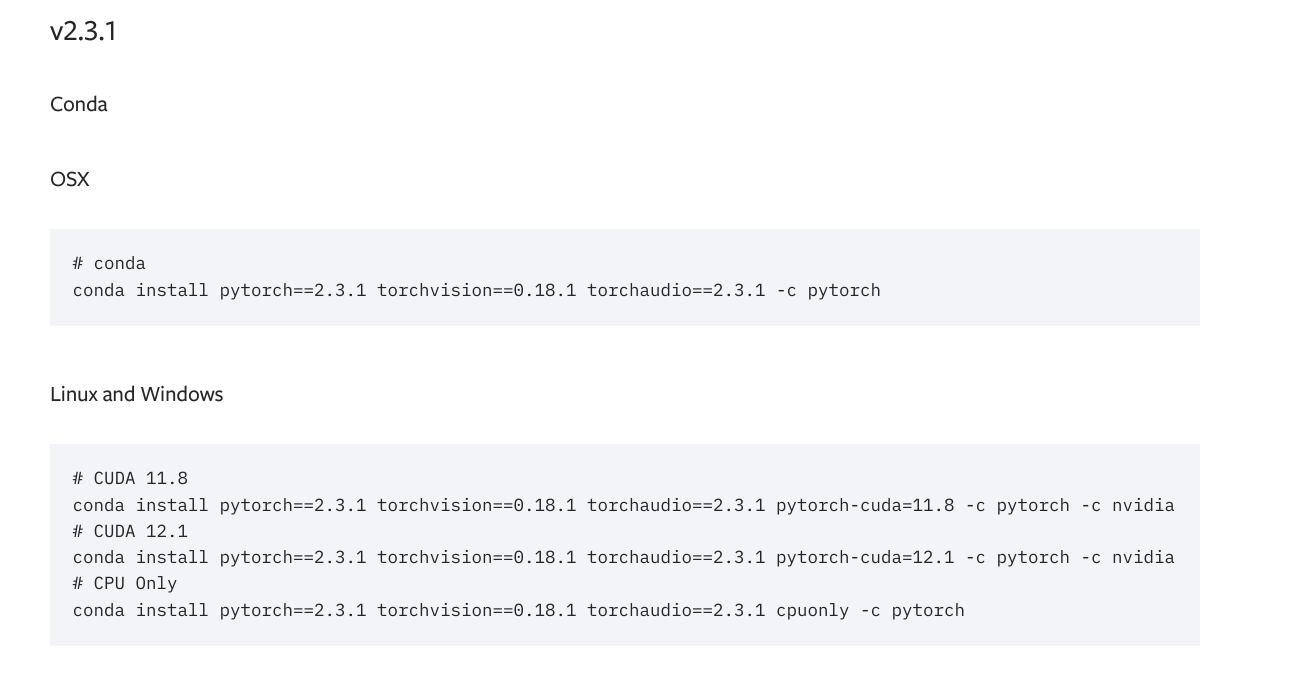 v2.3.1
Conda
OSX
# conda
conda install pytorch==2.3.1 torchvision==0.18.1 torchaudio==2.3.1 -c pytorch
Linux and Windows
# CUDA 11.8
conda install pytorch==2.3.1 torchvision==0.18.1 torchaudio==2.3.1 pytorch-cuda=11.8 -c pytorch -c nvidia
# CUDA 12.1
conda install pytorch==2.3.1 torchvision==0.18.1 torchaudio==2.3.1 pytorch-cuda=12.1 -c pytorch -c nvidia
# CPU Only
conda install pytorch==2.3.1 torchvision==0.18.1 torchaudio==2.3.1 cpuonly -c pytorch